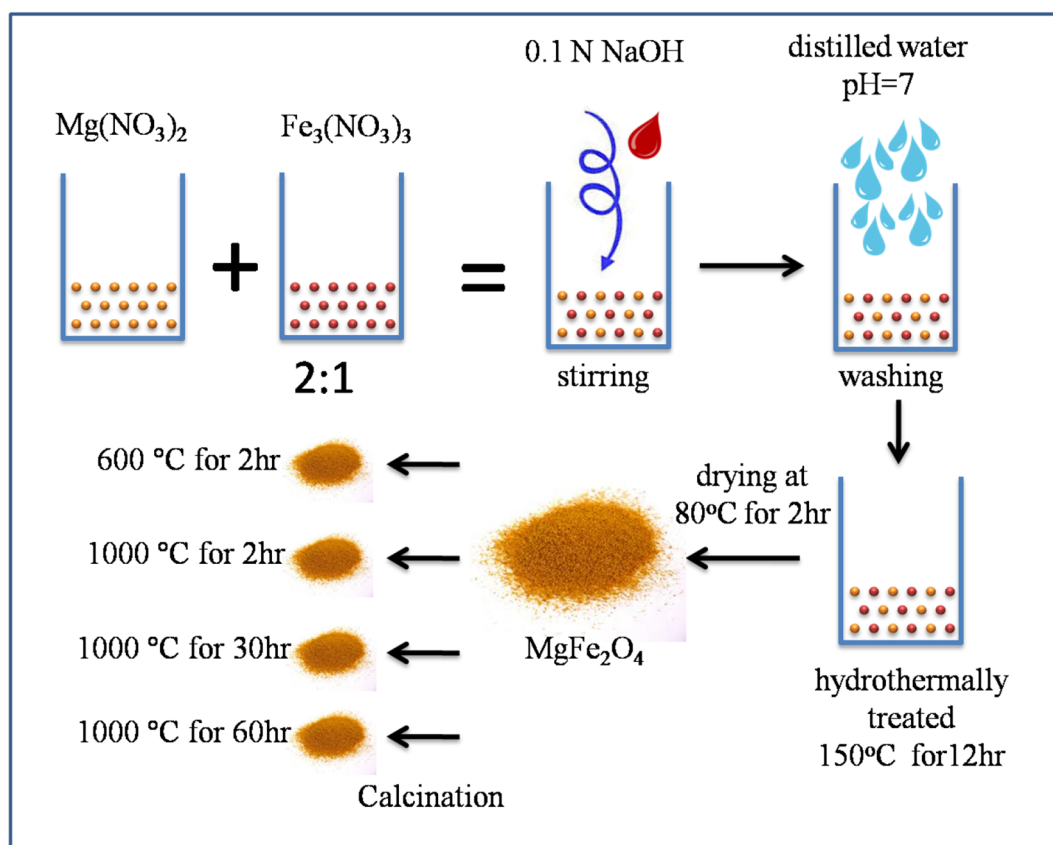 Mg(NO₃)₂
+
Fe₃(NO₃)₃
2:1
=
0.1 N NaOH
stirring
distilled water
pH=7
washing
hydrothermally
treated
150ºC for12hr
drying at
80ºC for 2hr
MgFe₂O₄
600 °C for 2hr
1000 °C for 2hr
1000 °C for 30hr
1000 °C for 60hr
Calcination